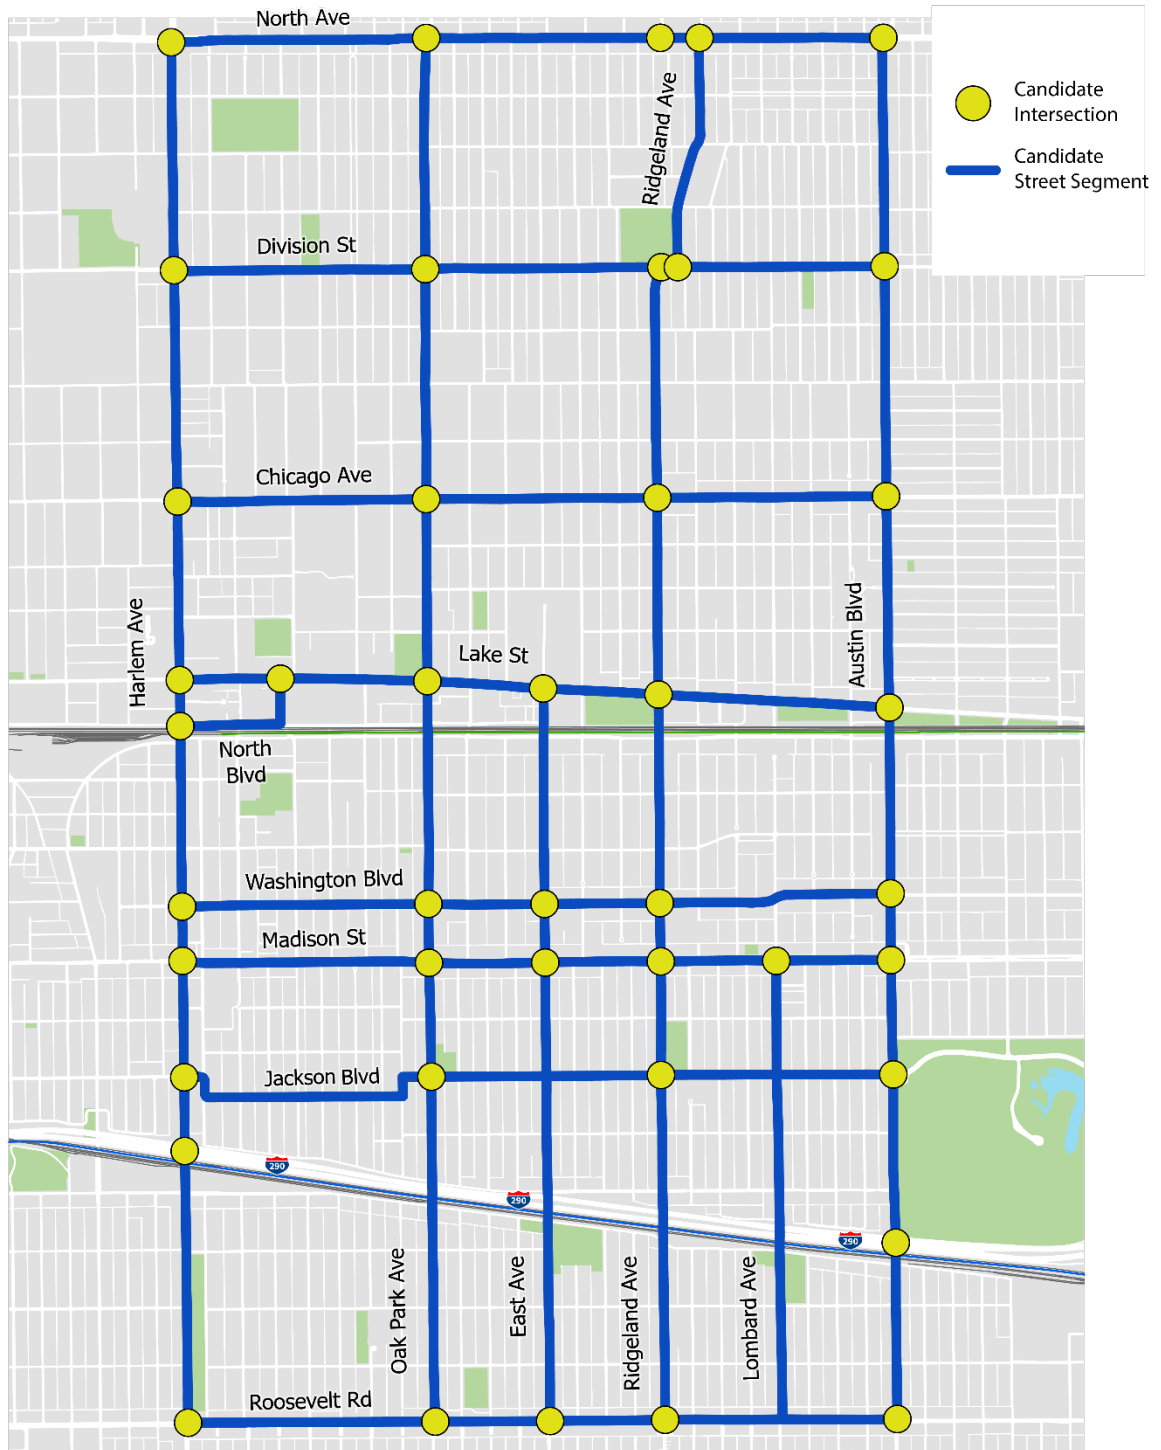 North Ave
Candidate
Intersection
Candidate
Street Segment
Ridgeland Ave
Division St
Chicago Ave
Harlem Ave
Lake St
Austin Blvd
North
Blvd
Washington Blvd
Madison St
Jackson Blvd
290
290
290
Oak Park Ave
East Ave
Ridgeland Ave
Lombard Ave
Roosevelt Rd